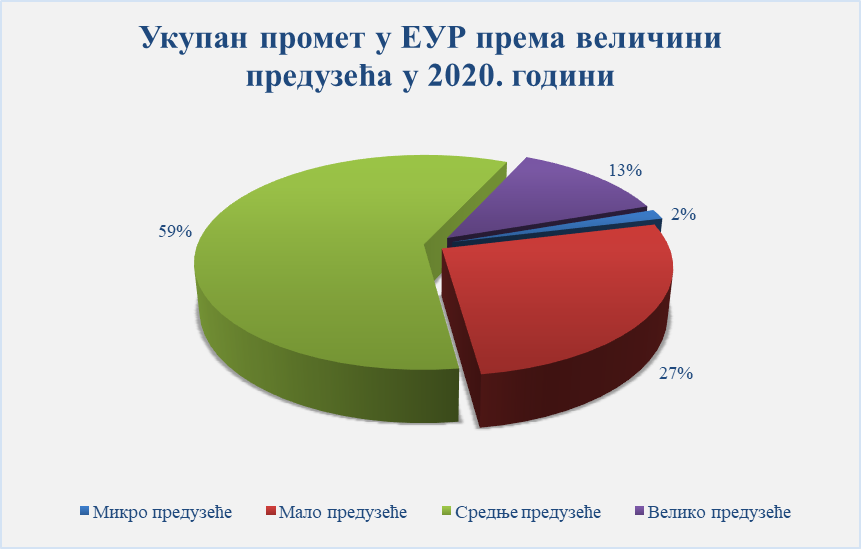 Укупан промет у ЕУР према величини
предузећа у 2020. години
13%
2%
59%
27%
Микро предузеће Мало предузеће Средње предузеће Велико предузеће